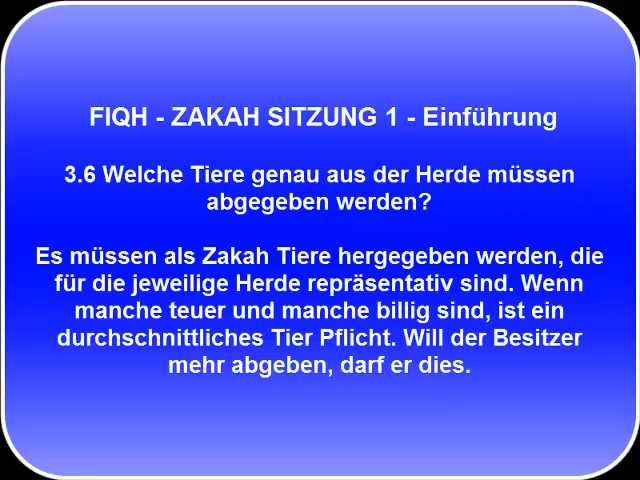 FIQH - ZAKAH SITZUNG 1 - Einführung
3.6 Welche Tiere genau aus der Herde müssen
abgegeben werden?
Es müssen als Zakah Tiere hergegeben werden, die
für die jeweilige Herde repräsentativ sind. Wenn
manche teuer und manche billig sind, ist ein
durchschnittliches Tier Pflicht. Will der Besitzer
mehr abgeben, darf er dies.